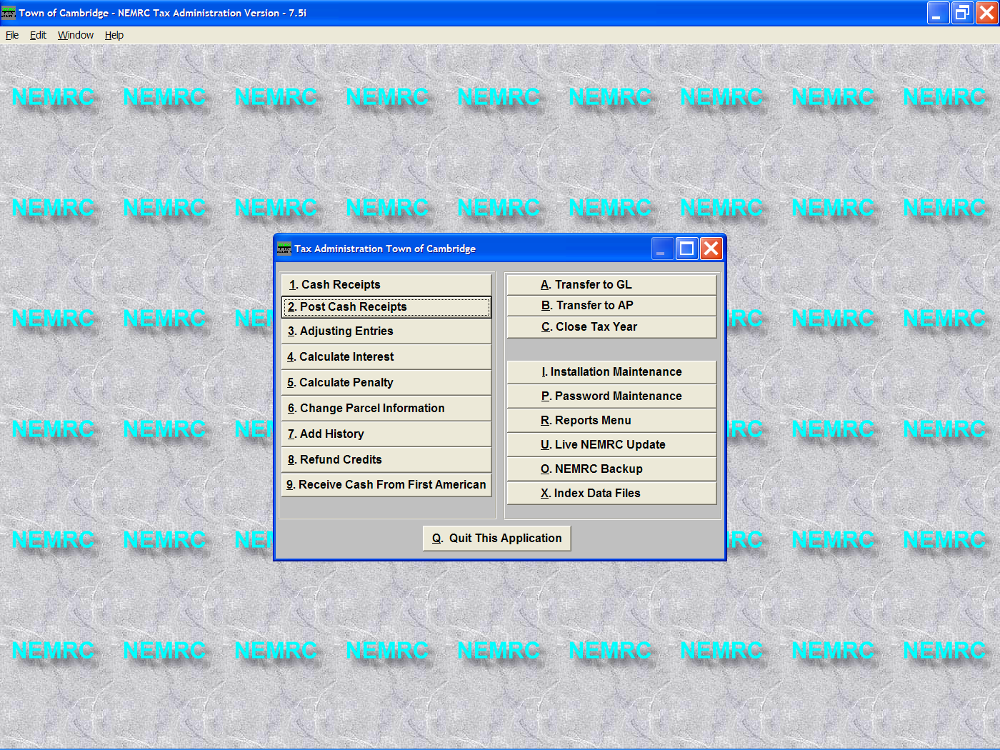 Town of Cambridge - NEMRC Tax Administration Version - 7.5i
File Edit Window Help
NEMRC NEMRC NEMRC NEMRC NEMRC NEMRC NEMRC NEMRC NEMRC
NEMRC NEMRC NEMRC NEMRC NEMRC NEMRC NEMRC NEMRC NEMRC
Tax Administration Town of Cambridge
1. Cash Receipts
2. Post Cash Receipts
3. Adjusting Entries
4. Calculate Interest
5. Calculate Penalty
6. Change Parcel Information
7. Add History
8. Refund Credits
9. Receive Cash From First American
A. Transfer to GL
B. Transfer to AP
C. Close Tax Year
I. Installation Maintenance
P. Password Maintenance
R. Reports Menu
U. Live NEMRC Update
O. NEMRC Backup
X. Index Data Files
Q. Quit This Application
NEMRC NEMRC NE RC NEMRC NEMRC
NEMRC NEMRC NE RC NEMRC NEMRC
NEMRC NEMRC NE RC NEMRC NEMRC
NEMRC NEMRC NEMRC NEMRC NEMRC NEMRC NEMRC NEMRC NEMRC